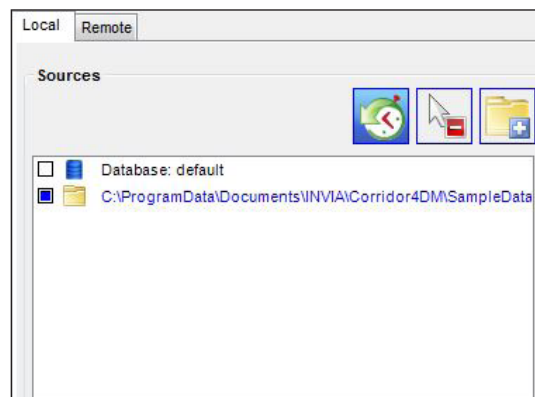 Local Remote
Sources
Database: default
C:\ProgramData\Documents\INVIA\Corridor4DM\SampleData